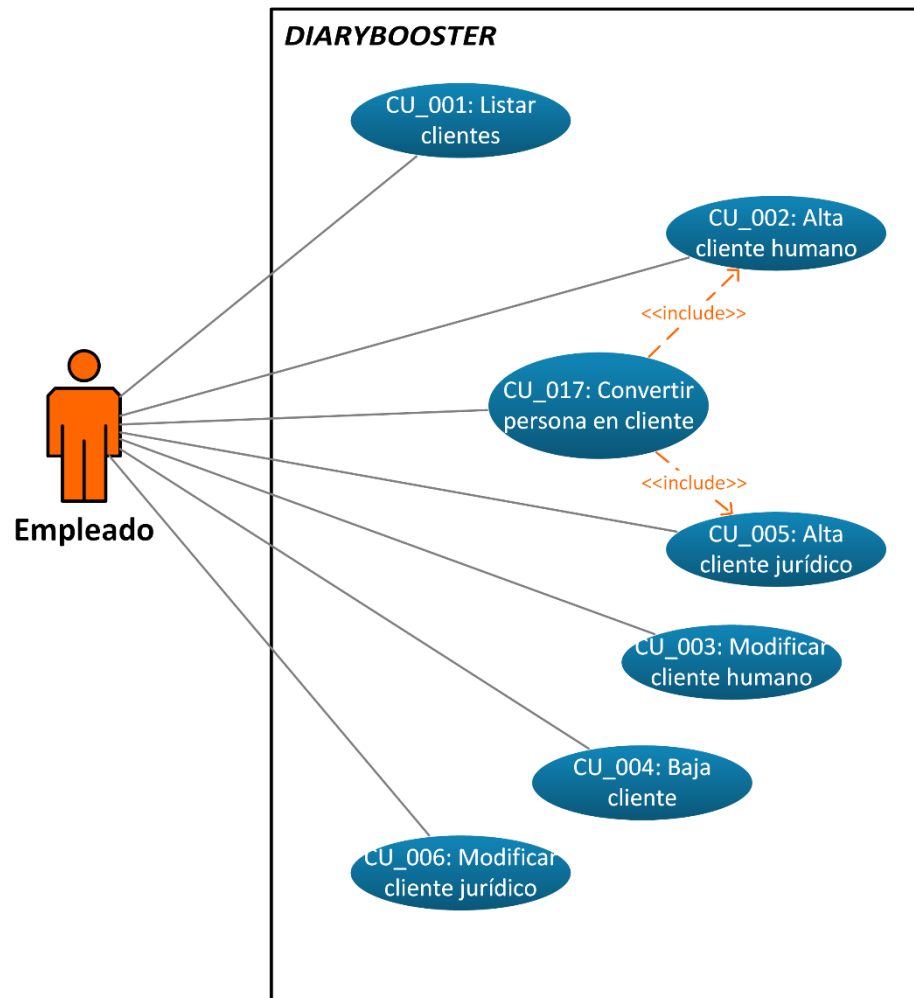 DIARYBOOSTER
CU_001: Listar
clientes
CU_002: Alta
cliente humano
<<include>>
CU_017: Convertir
persona en cliente
<<include>>
Empleado
CU_005: Alta
cliente jurídico
CU_003: Modificar
cliente humano
CU_004: Baja
cliente
CU_006: Modificar
cliente jurídico